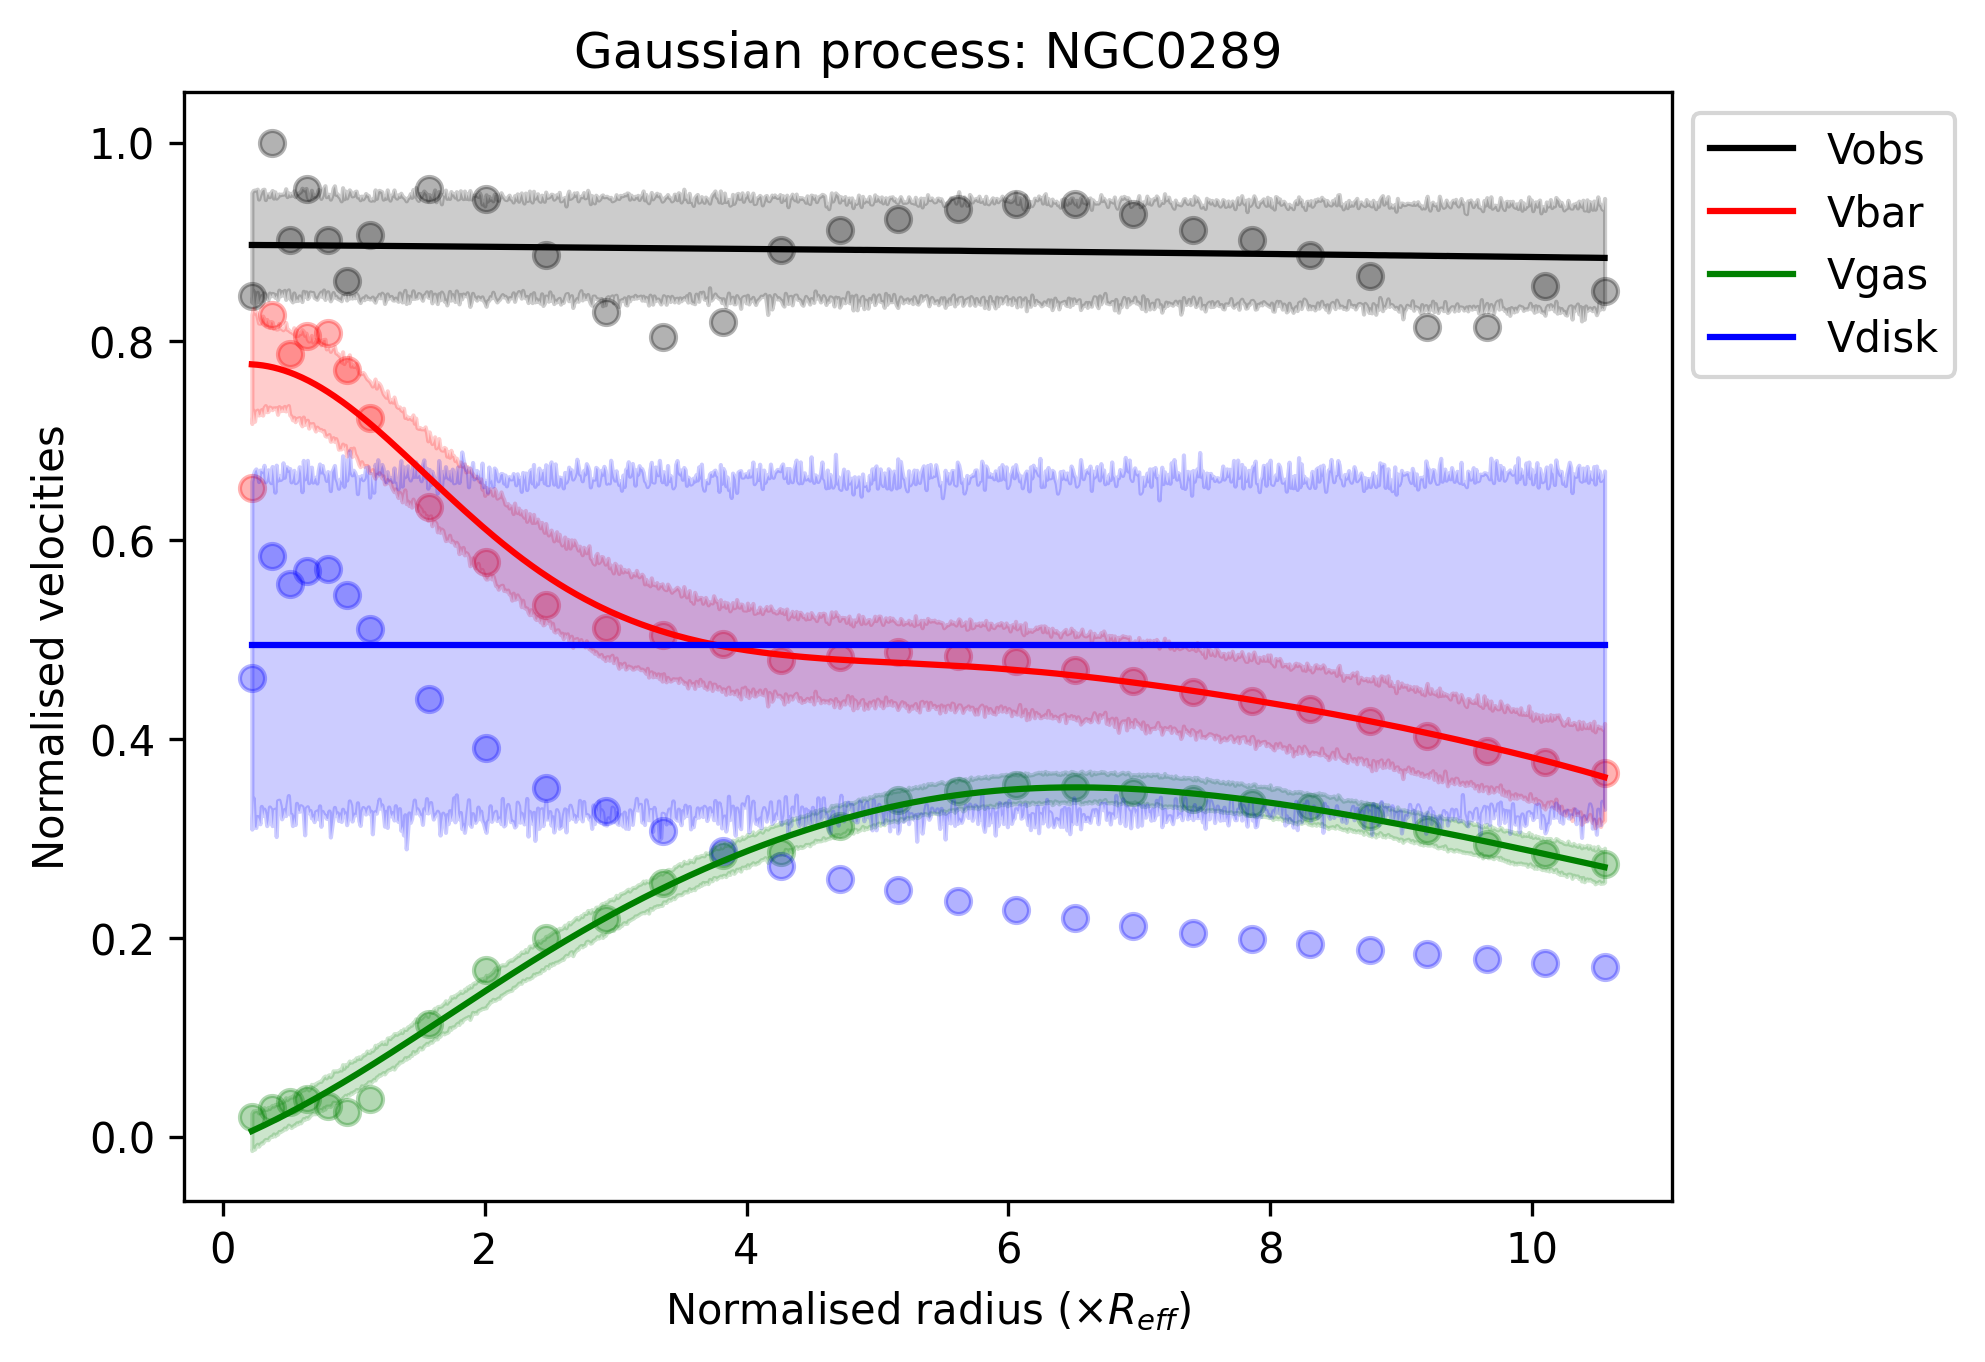 Gaussian process: NGC0289
1.0
0.8
0.6
0.4
0.2
0.0
Normalised velocities
0 2 4 6 8 10
Normalised radius (×R_eff)
Vobs
Vbar
Vgas
Vdisk